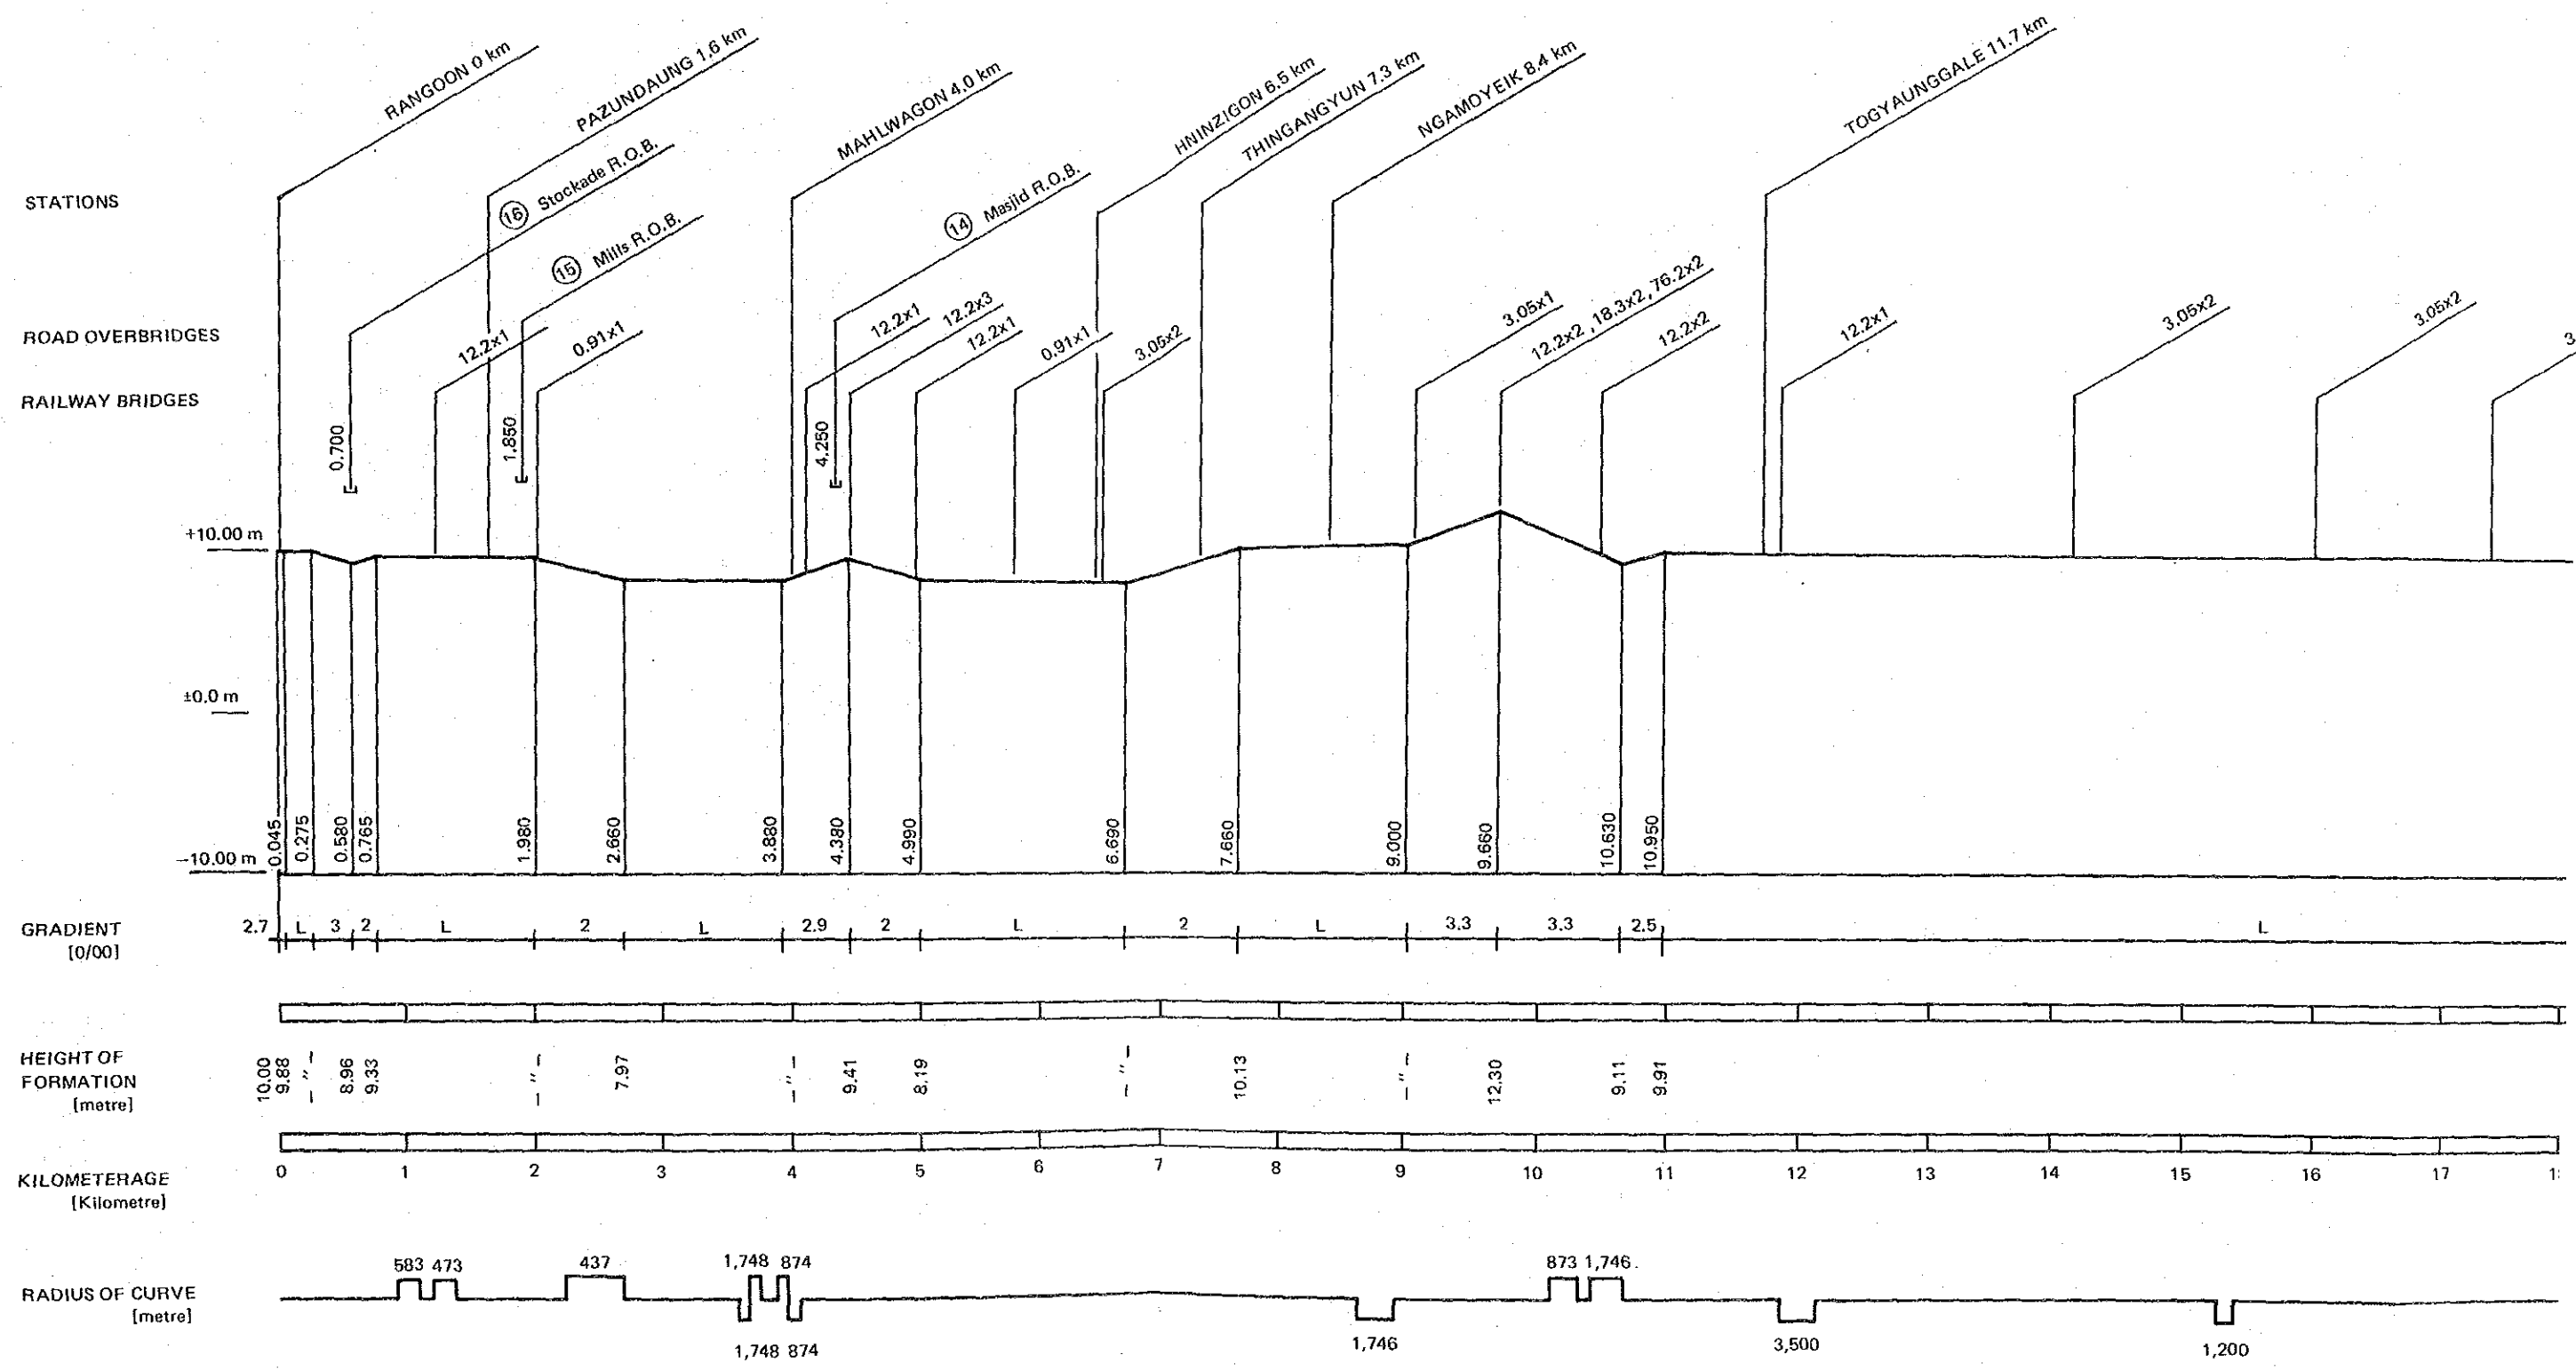 RANGOON 0 km
PAZUNDAUNG 1.6 km
MAHLWAGON 4.0 km
HNINZIGON 6.5 km
THINGANGYUN 7.3 km
NGAMOYEIK 8.4 km
TOGYAUNGGALE 11.7 km
STATIONS
16 Stockade R.O.B.
15 Mills R.O.B.
14 Masjid R.O.B.
ROAD OVERBRIDGES
0.700
1.850
4.250
RAILWAY BRIDGES
12.2x1
0.91x1
12.2x1
12.2x3
12.2x1
0.91x1
3.05x2
3.05x1
12.2x2 , 18.3x2 , 76.2x2
12.2x2
12.2x1
3.05x2
3.05x2
3
+10.00 m
±0.0 m
−10.00 m
0.045 0.275 0.580 0.765 1.980 2.660 3.880 4.380 4.990 6.690 7.660 9.000 9.660 10.630 10.950
GRADIENT
[0/00]
2.7 L 3 2 L 2 L 2.9 2 L 2 L 3.3 3.3 2.5 L
HEIGHT OF
FORMATION
[metre]
10.00 9.88 – " – 8.96 9.33 – " – 7.97 – " – 9.41 8.19 – " – 10.13 – " – 12.30 9.11 9.91
KILOMETERAGE
[Kilometre]
0 1 2 3 4 5 6 7 8 9 10 11 12 13 14 15 16 17 1
583 473 437 1,748 874 873 1,746
RADIUS OF CURVE
[metre]
1,748 874 1,746 3,500 1,200